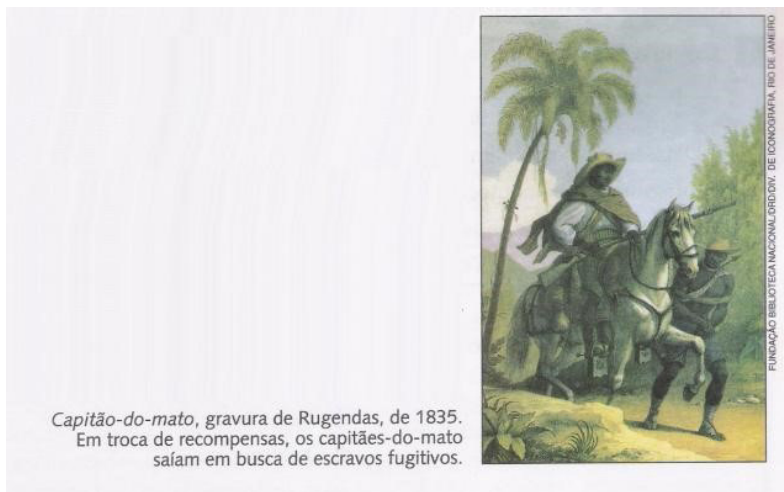 FUNDAÇÃO BIBLIOTECA NACIONAL/DRD/DIV. DE ICONOGRAFIA, RIO DE JANEIRO
Capitão-do-mato, gravura de Rugendas, de 1835.
Em troca de recompensas, os capitães-do-mato
saíam em busca de escravos fugitivos.